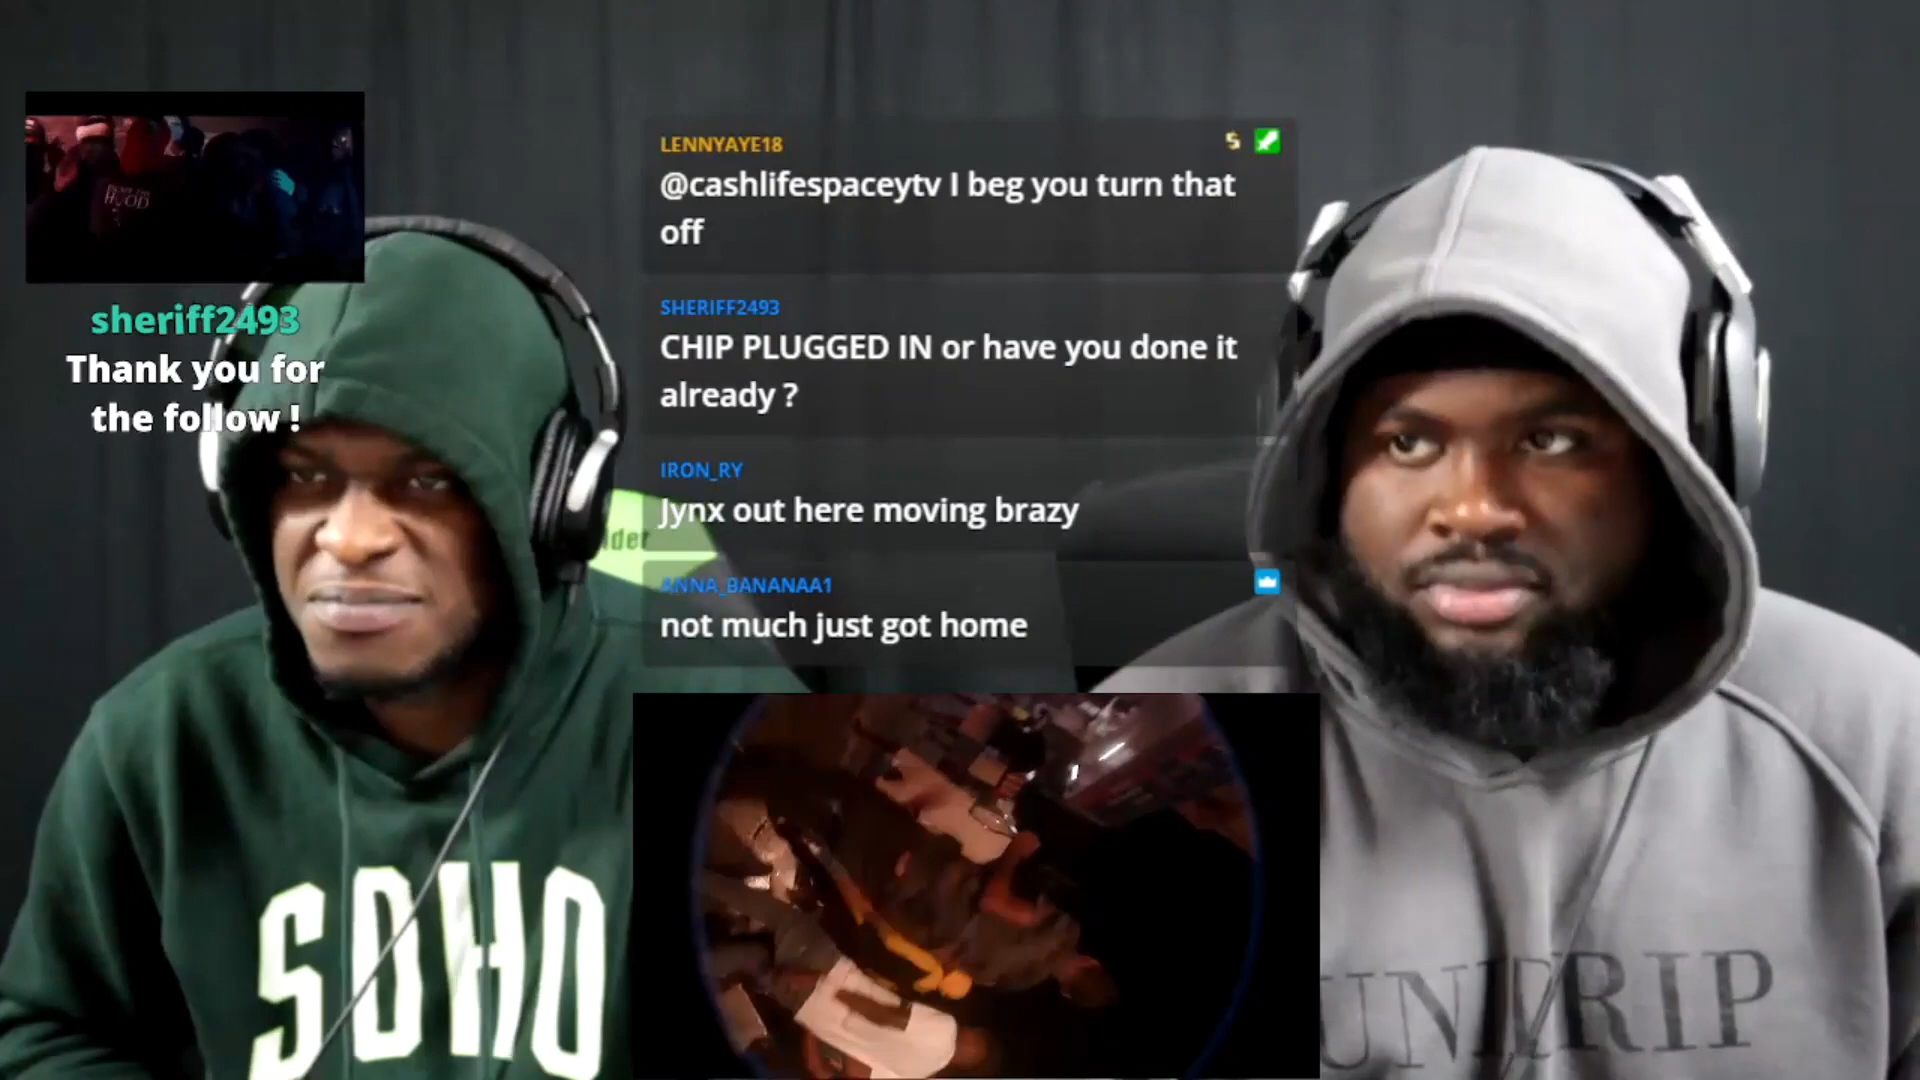 HOOD
sheriff2493
Thank you for
the follow !
LENNYAYE18
@cashlifespaceytv I beg you turn that
off
SHERIFF2493
CHIP PLUGGED IN or have you done it
already ?
IRON_RY
Jynx out here moving brazy
ANNA_BANANAA1
not much just got home
SOHO